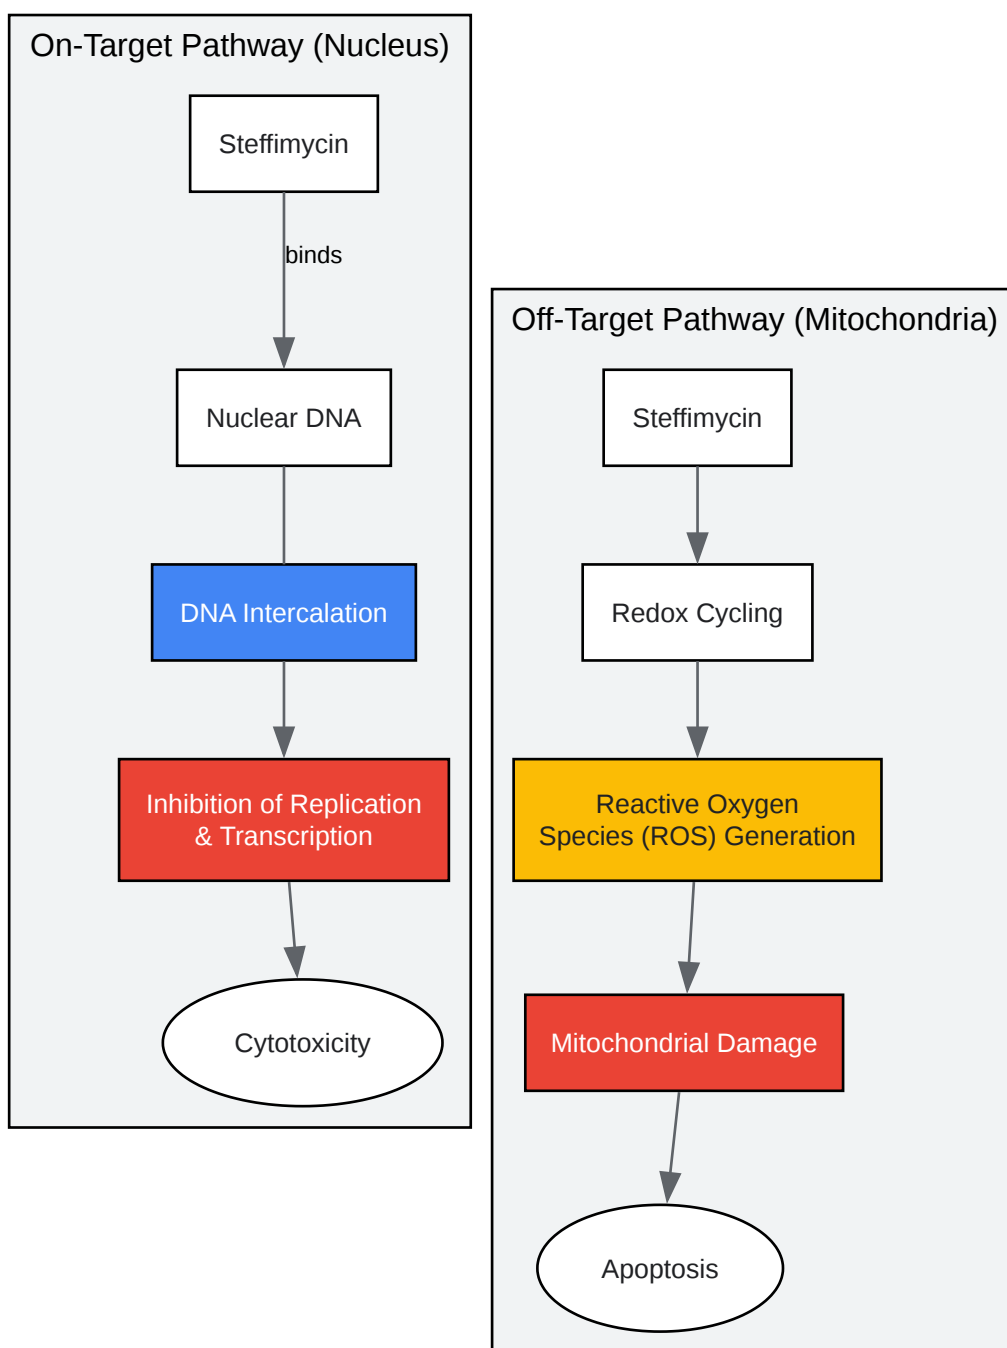 On-Target Pathway (Nucleus)
Steffimycin
binds
Nuclear DNA
DNA Intercalation
Inhibition of Replication
& Transcription
Cytotoxicity
Off-Target Pathway (Mitochondria)
Steffimycin
Redox Cycling
Reactive Oxygen
Species (ROS) Generation
Mitochondrial Damage
Apoptosis